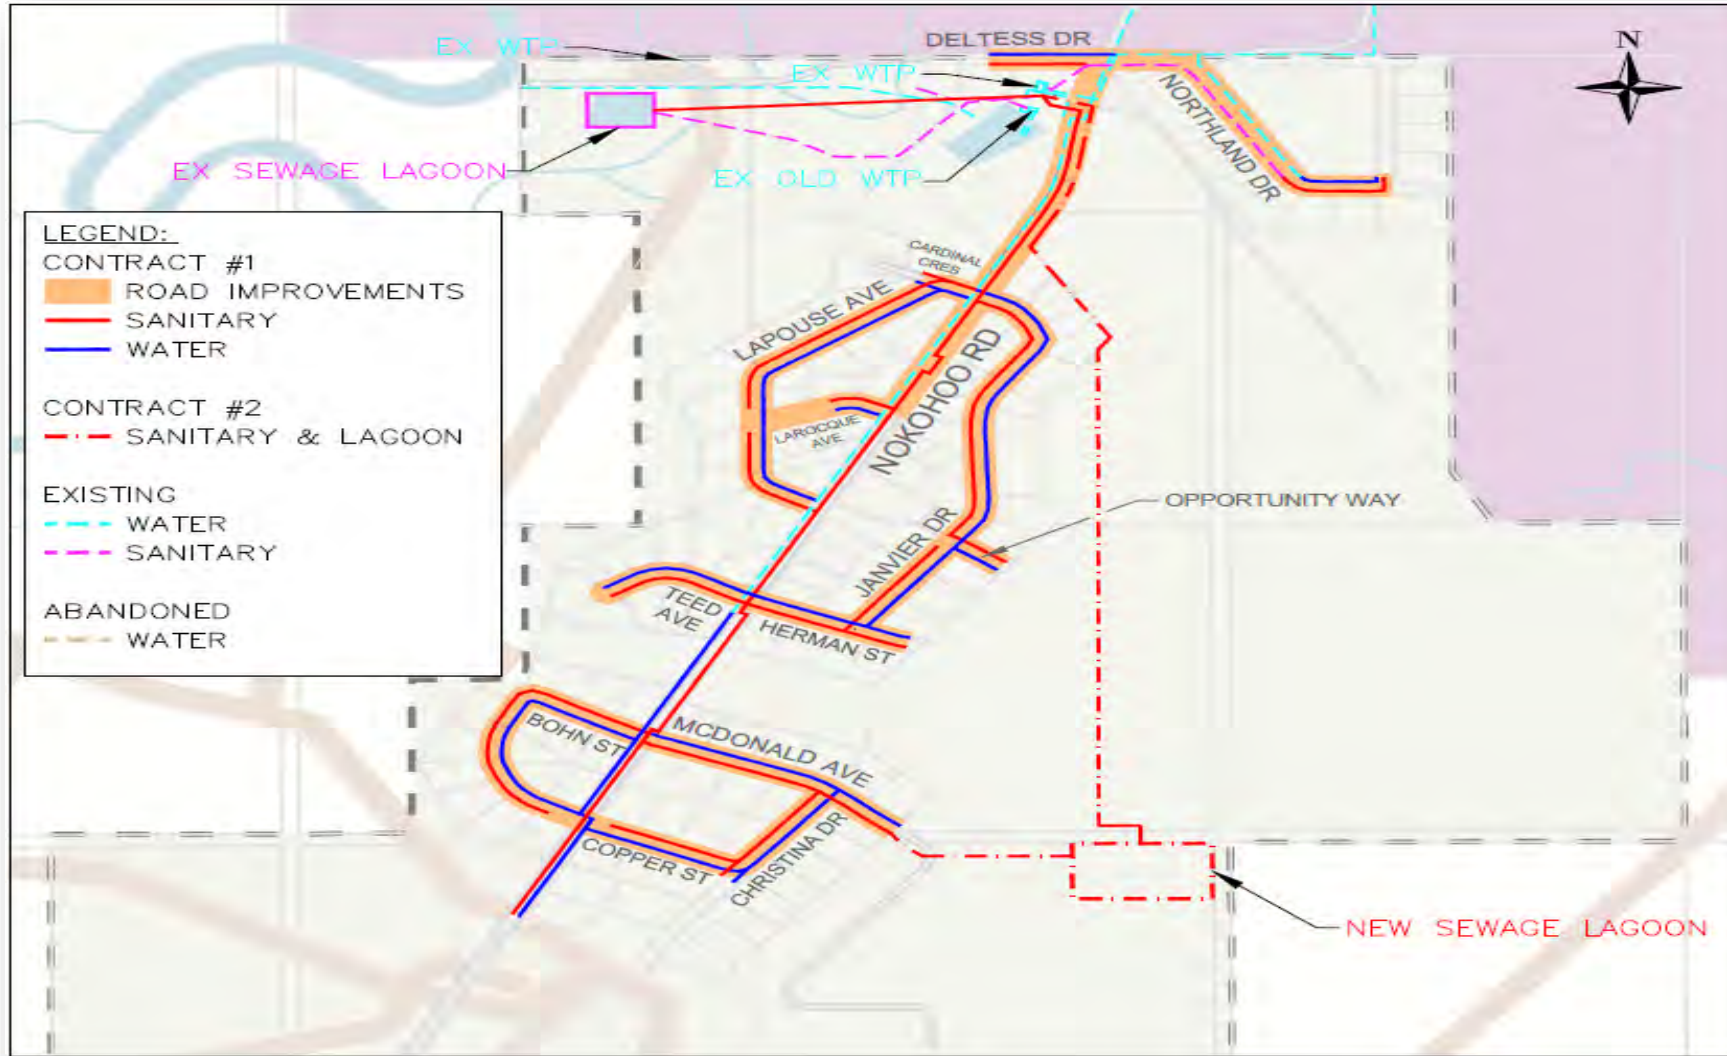 N
DELTESS DR
EX WTP
EX WTP
NORTHLAND DR
EX SEWAGE LAGOON
EX OLD WTP
LEGEND:
CONTRACT #1
ROAD IMPROVEMENTS
SANITARY
WATER
CONTRACT #2
SANITARY & LAGOON
EXISTING
WATER
SANITARY
ABANDONED
WATER
CARDINAL
CRES
LAPOUSE AVE
NOKOHOO RD
LAROCQUE
AVE
OPPORTUNITY WAY
JANVIER DR
TEED
AVE
HERMAN ST
BOHN ST
MCDONALD AVE
COPPER ST
CHRISTINA DR
NEW SEWAGE LAGOON